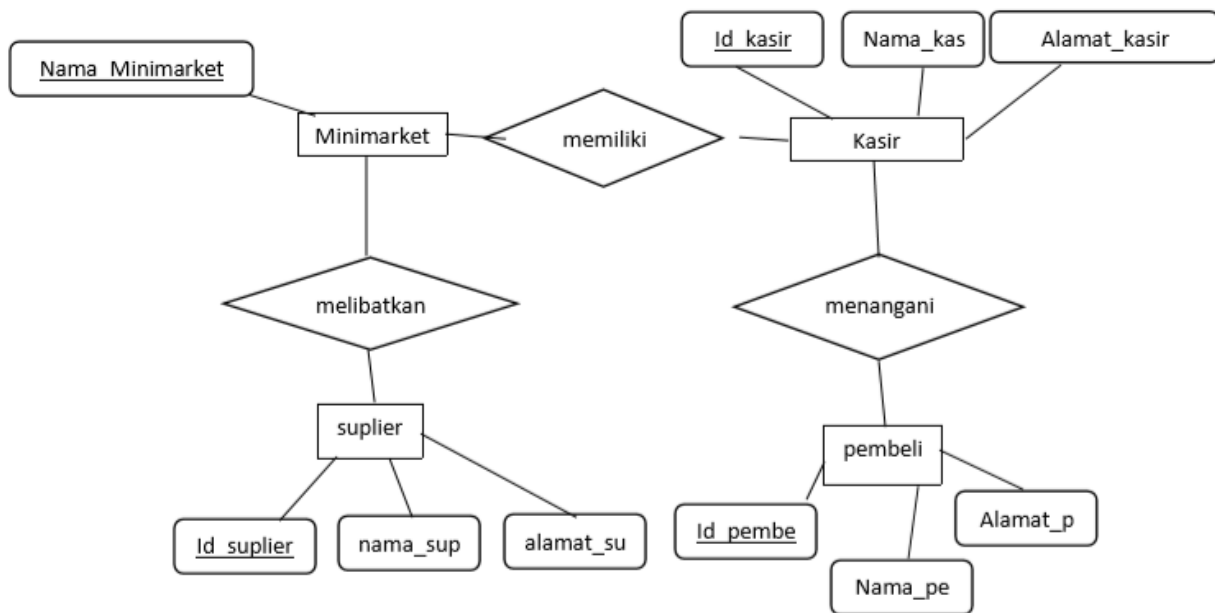 Nama_Minimarket
Id_kasir
Nama_kas
Alamat_kasir
Minimarket
memiliki
Kasir
melibatkan
menangani
suplier
pembeli
Id_suplier
nama_sup
alamat_su
Id_pembe
Nama_pe
Alamat_p